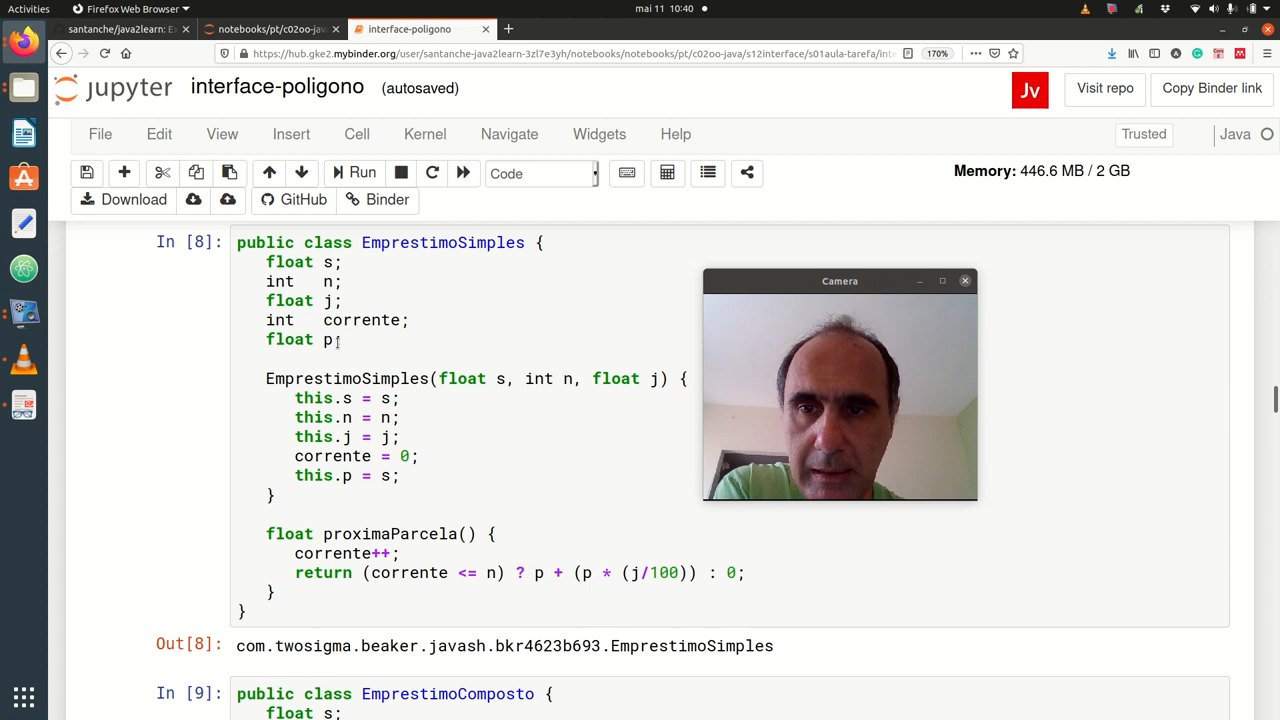 Activities
Firefox Web Browser
mai 11 10:40
santanche/java2learn: Ex
notebooks/pt/c02oo-jav
interface-poligono
https://hub.gke2.mybinder.org/user/santanche-java2learn-3zl7e3yh/notebooks/notebooks/pt/c02oo-java/s12interface/s01aula-tarefa/inte
170%
jupyter
interface-poligono (autosaved)
Jv
Visit repo
Copy Binder link
File Edit View Insert Cell Kernel Navigate Widgets Help
Trusted
Java
Run
Code
Memory: 446.6 MB / 2 GB
Download
GitHub
Binder
In [8]:
public class EmprestimoSimples {
float s;
int n;
float j;
int corrente;
float p;
EmprestimoSimples(float s, int n, float j) {
this.s = s;
this.n = n;
this.j = j;
corrente = 0;
this.p = s;
}
float proximaParcela() {
corrente++;
return (corrente <= n) ? p + (p * (j/100)) : 0;
}
}
Camera
Out[8]: com.twosigma.beaker.javash.bkr4623b693.EmprestimoSimples
In [9]:
public class EmprestimoComposto {
float s;